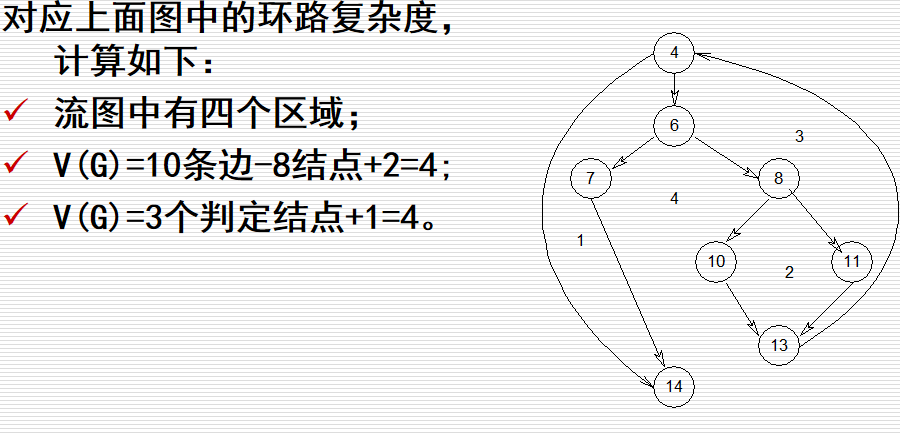 对应上面图中的环路复杂度，
计算如下：
✓ 流图中有四个区域；
✓ V(G)=10条边-8结点+2=4;
✓ V(G)=3个判定结点+1=4。
4
6
3
7
8
4
1
10
11
2
13
14